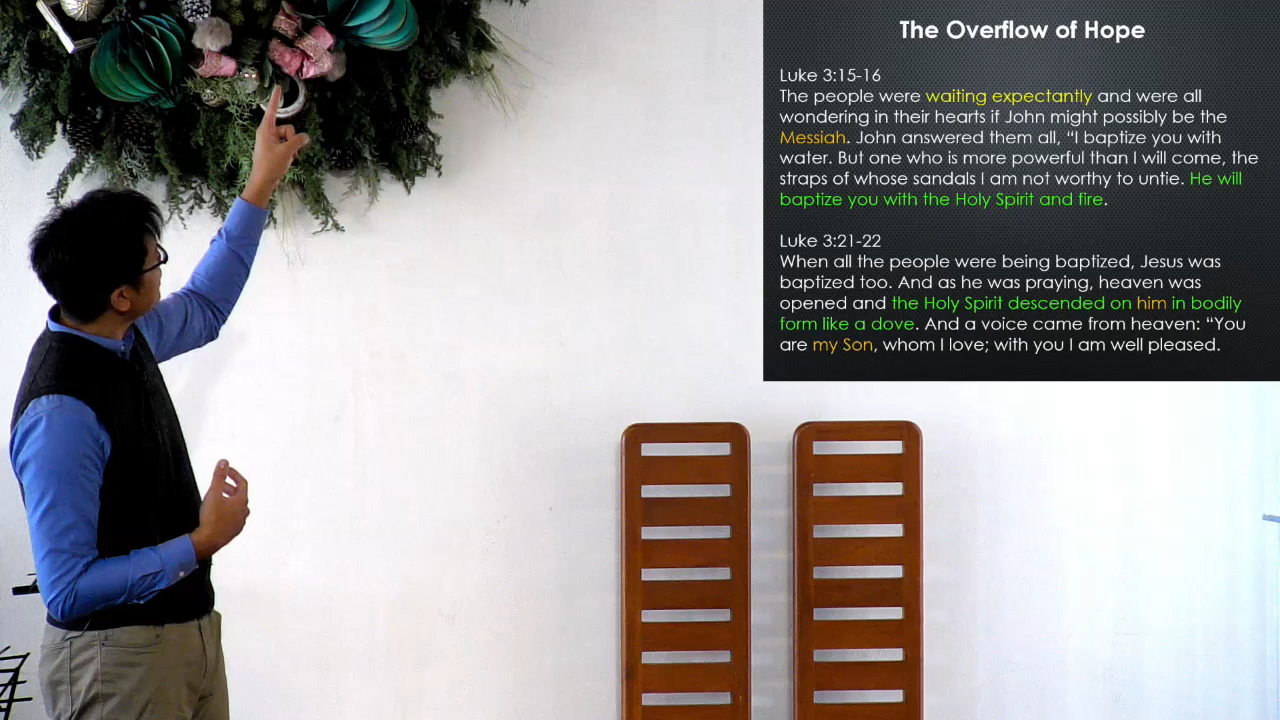 The Overflow of Hope
Luke 3:15-16
The people were waiting expectantly and were all
wondering in their hearts if John might possibly be the
Messiah. John answered them all, “I baptize you with
water. But one who is more powerful than I will come, the
straps of whose sandals I am not worthy to untie. He will
baptize you with the Holy Spirit and fire.
Luke 3:21-22
When all the people were being baptized, Jesus was
baptized too. And as he was praying, heaven was
opened and the Holy Spirit descended on him in bodily
form like a dove. And a voice came from heaven: “You
are my Son, whom I love; with you I am well pleased.